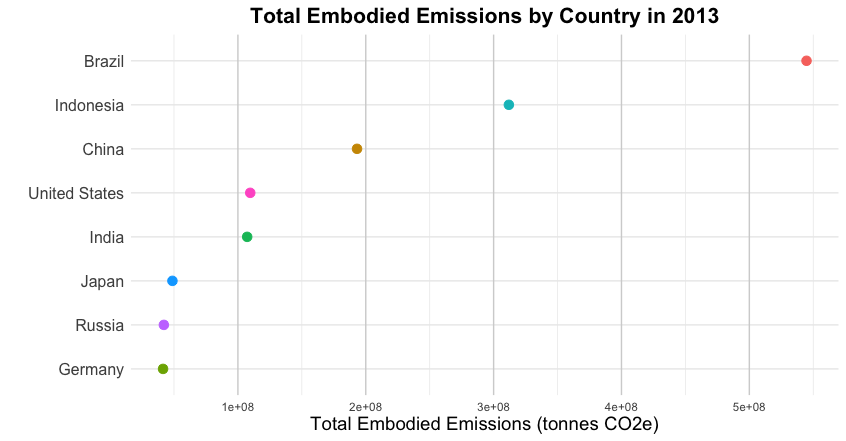 Total Embodied Emissions by Country in 2013
Brazil
Indonesia
China
United States
India
Japan
Russia
Germany
1e+08 2e+08 3e+08 4e+08 5e+08
Total Embodied Emissions (tonnes CO2e)